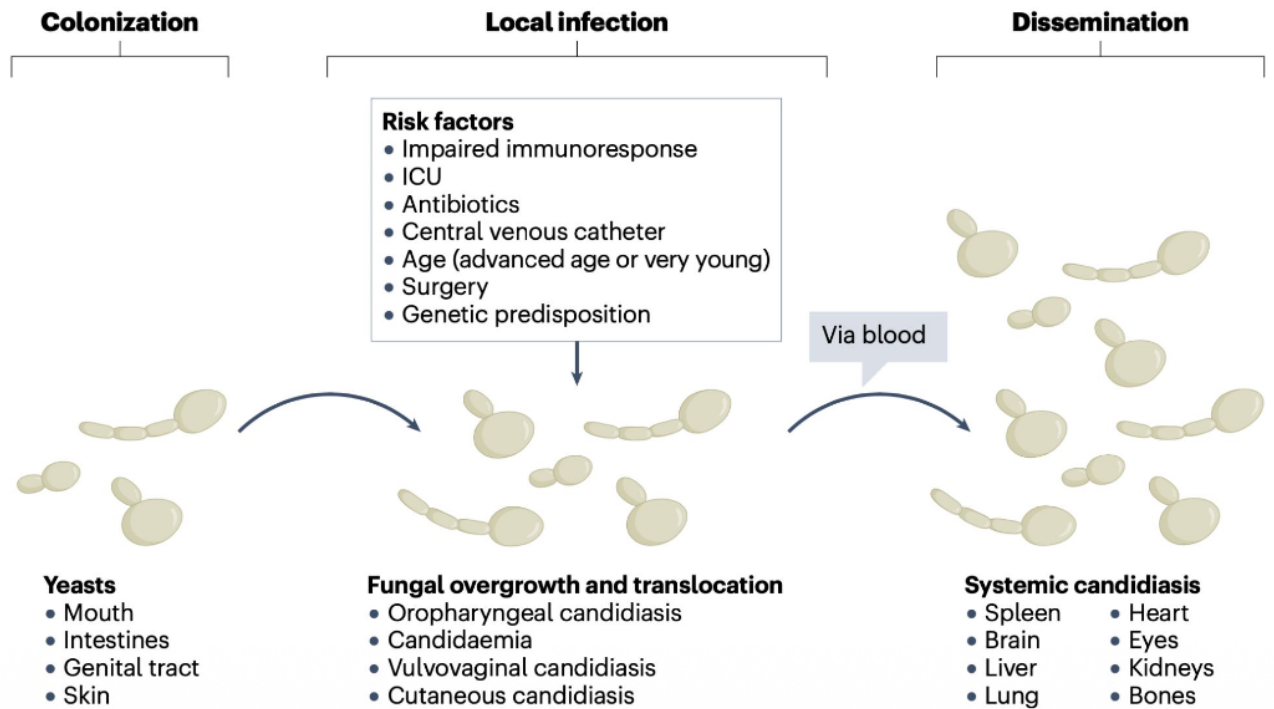 Colonization
Local infection
Dissemination
Risk factors
• Impaired immunoresponse
• ICU
• Antibiotics
• Central venous catheter
• Age (advanced age or very young)
• Surgery
• Genetic predisposition
Via blood
Yeasts
• Mouth
• Intestines
• Genital tract
• Skin
Fungal overgrowth and translocation
• Oropharyngeal candidiasis
• Candidaemia
• Vulvovaginal candidiasis
• Cutaneous candidiasis
Systemic candidiasis
• Spleen
• Brain
• Liver
• Lung
• Heart
• Eyes
• Kidneys
• Bones